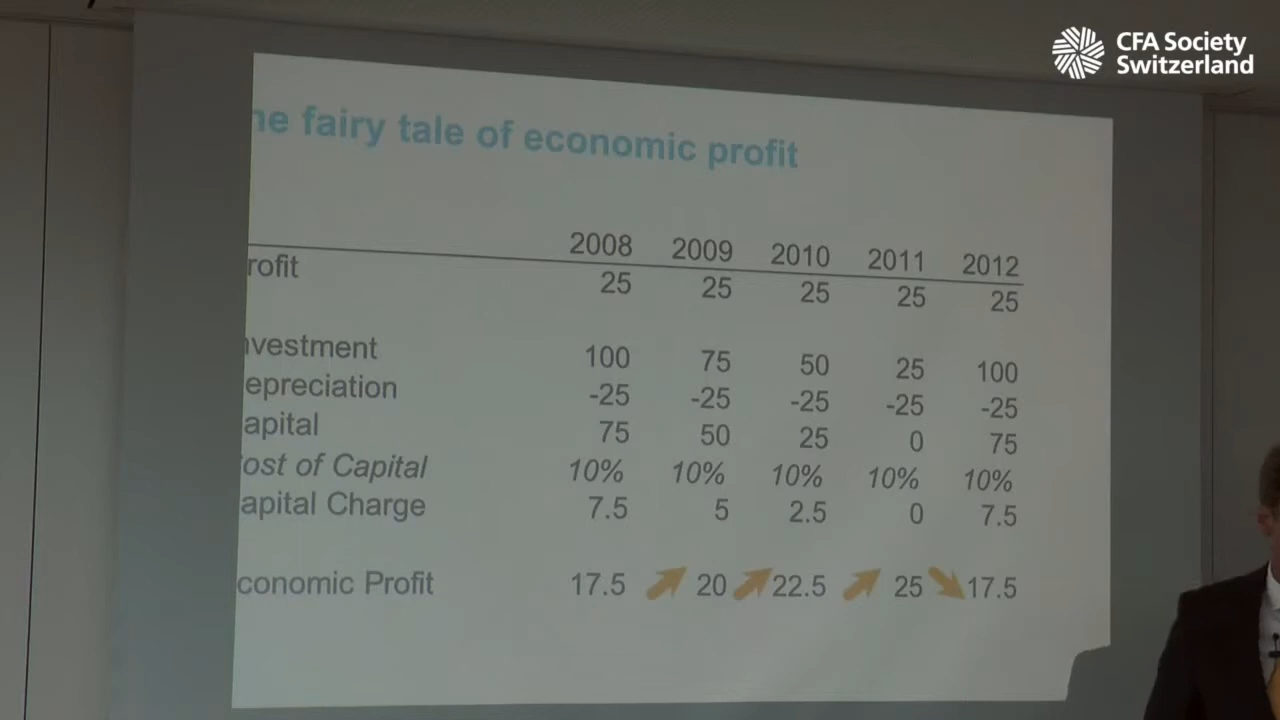 CFA Society
Switzerland
he fairy tale of economic profit
2008 2009 2010 2011 2012
rofit 25 25 25 25 25
nvestment 100 75 50 25 100
epreciation -25 -25 -25 -25 -25
apital 75 50 25 0 75
ost of Capital 10% 10% 10% 10% 10%
apital Charge 7.5 5 2.5 0 7.5
conomic Profit 17.5 20 22.5 25 17.5